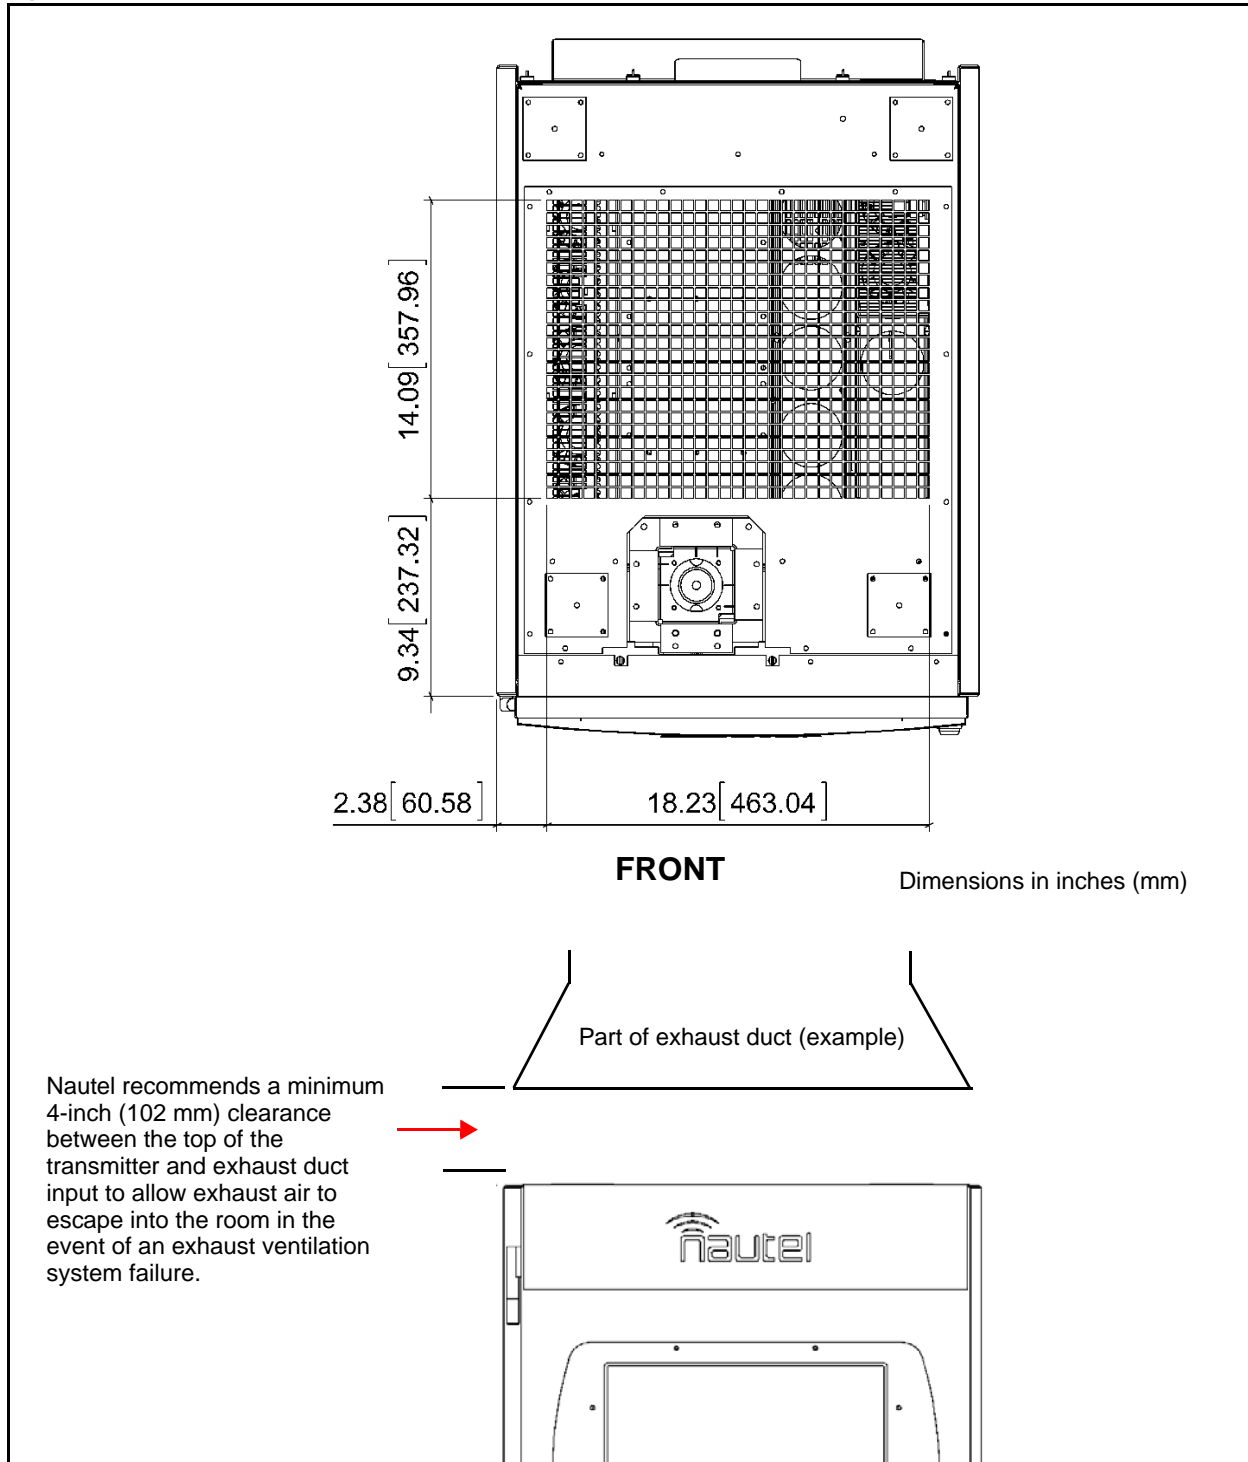 14.09[357.96]
9.34[237.32]
2.38[60.58]
18.23[463.04]
FRONT
Dimensions in inches (mm)
Part of exhaust duct (example)
Nautel recommends a minimum
4-inch (102 mm) clearance
between the top of the
transmitter and exhaust duct
input to allow exhaust air to
escape into the room in the
event of an exhaust ventilation
system failure.
nautel